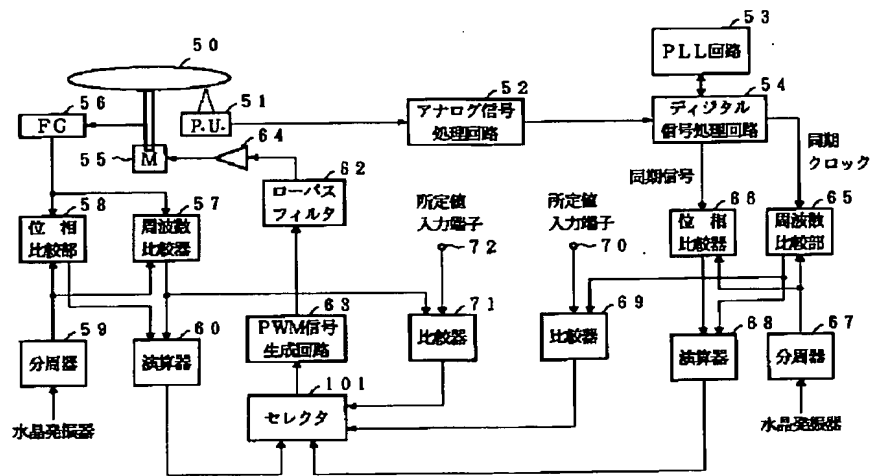 50
53
PLL回路
56
FG
51
P.U.
52
アナログ信号
処理回路
54
ディジタル
信号処理回路
64
55
M
62
ローパス
フィルタ
所定値
入力端子
72
所定値
入力端子
70
同期信号
同期
クロック
58
位相
比較部
57
周波数
比較器
66
位相
比較器
65
周波数
比較部
59
分周器
60
演算器
63
PWM信号
生成回路
71
比較器
69
比較器
68
演算器
67
分周器
101
セレクタ
水晶発振器
水晶発振器